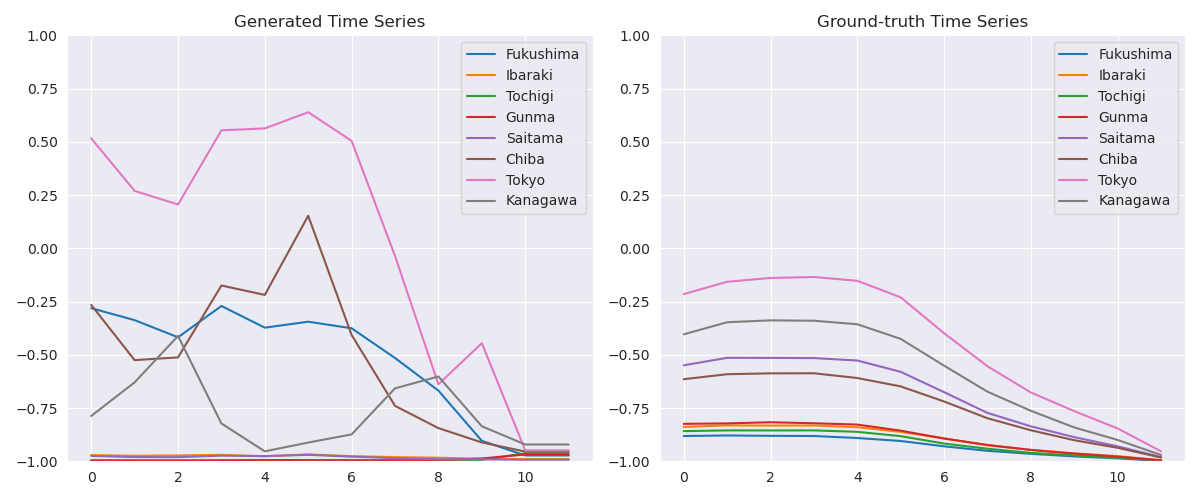 Generated Time Series
1.00
0.75
0.50
0.25
0.00
−0.25
−0.50
−0.75
−1.00
0 2 4 6 8 10
Fukushima
Ibaraki
Tochigi
Gunma
Saitama
Chiba
Tokyo
Kanagawa
Ground-truth Time Series
1.00
0.75
0.50
0.25
0.00
−0.25
−0.50
−0.75
−1.00
0 2 4 6 8 10
Fukushima
Ibaraki
Tochigi
Gunma
Saitama
Chiba
Tokyo
Kanagawa